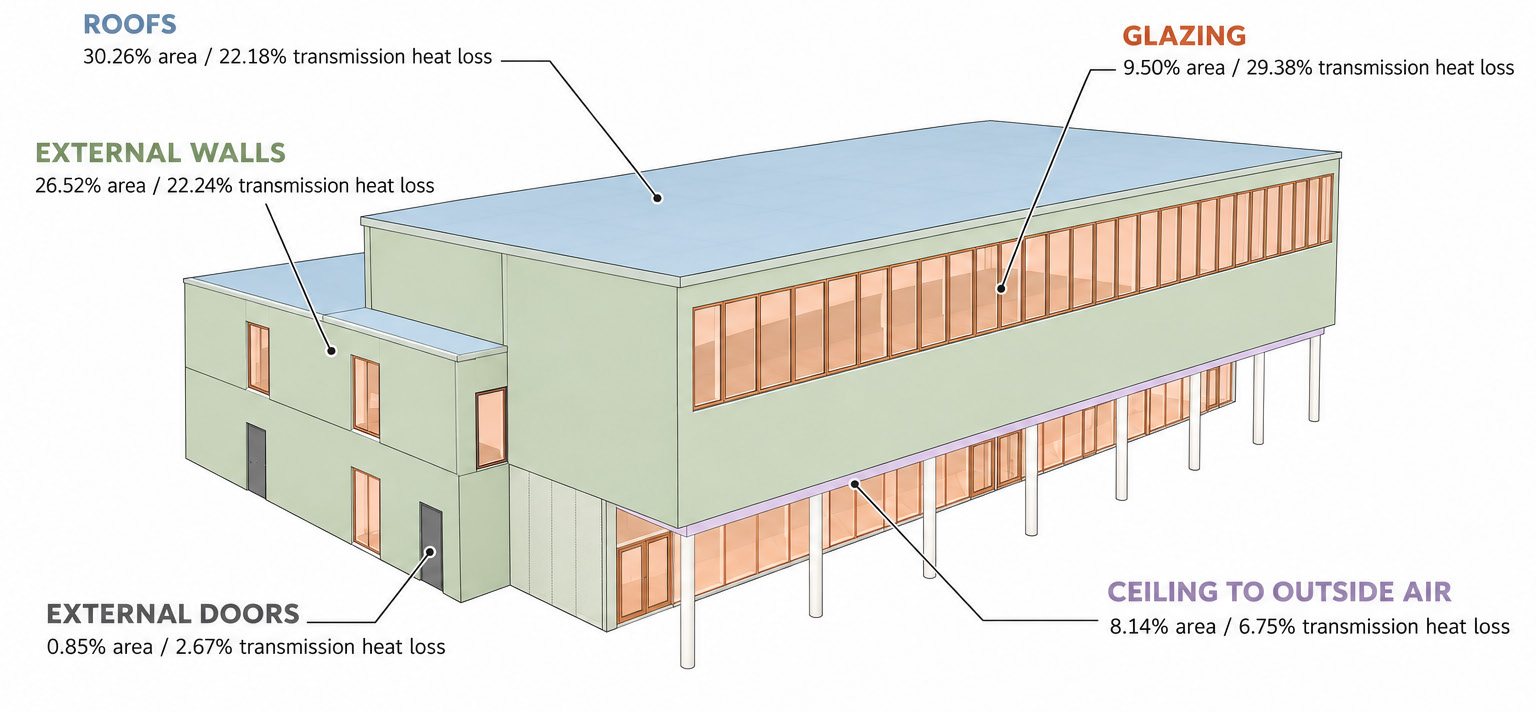 ROOFS
30.26% area / 22.18% transmission heat loss
GLAZING
9.50% area / 29.38% transmission heat loss
EXTERNAL WALLS
26.52% area / 22.24% transmission heat loss
EXTERNAL DOORS
0.85% area / 2.67% transmission heat loss
CEILING TO OUTSIDE AIR
8.14% area / 6.75% transmission heat loss